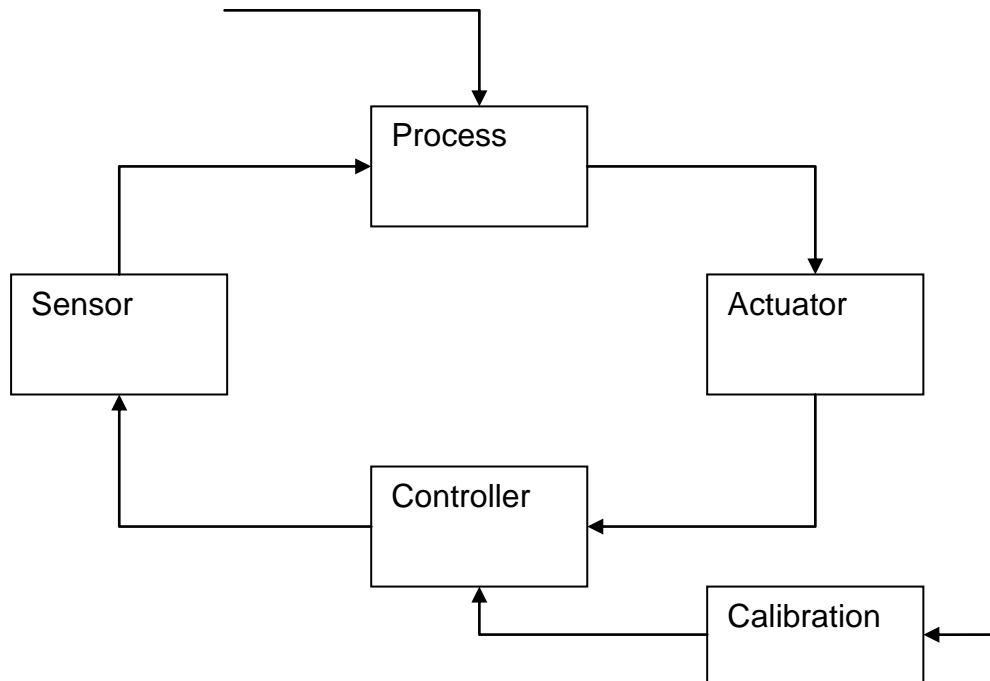 Process
Sensor
Actuator
Controller
Calibration